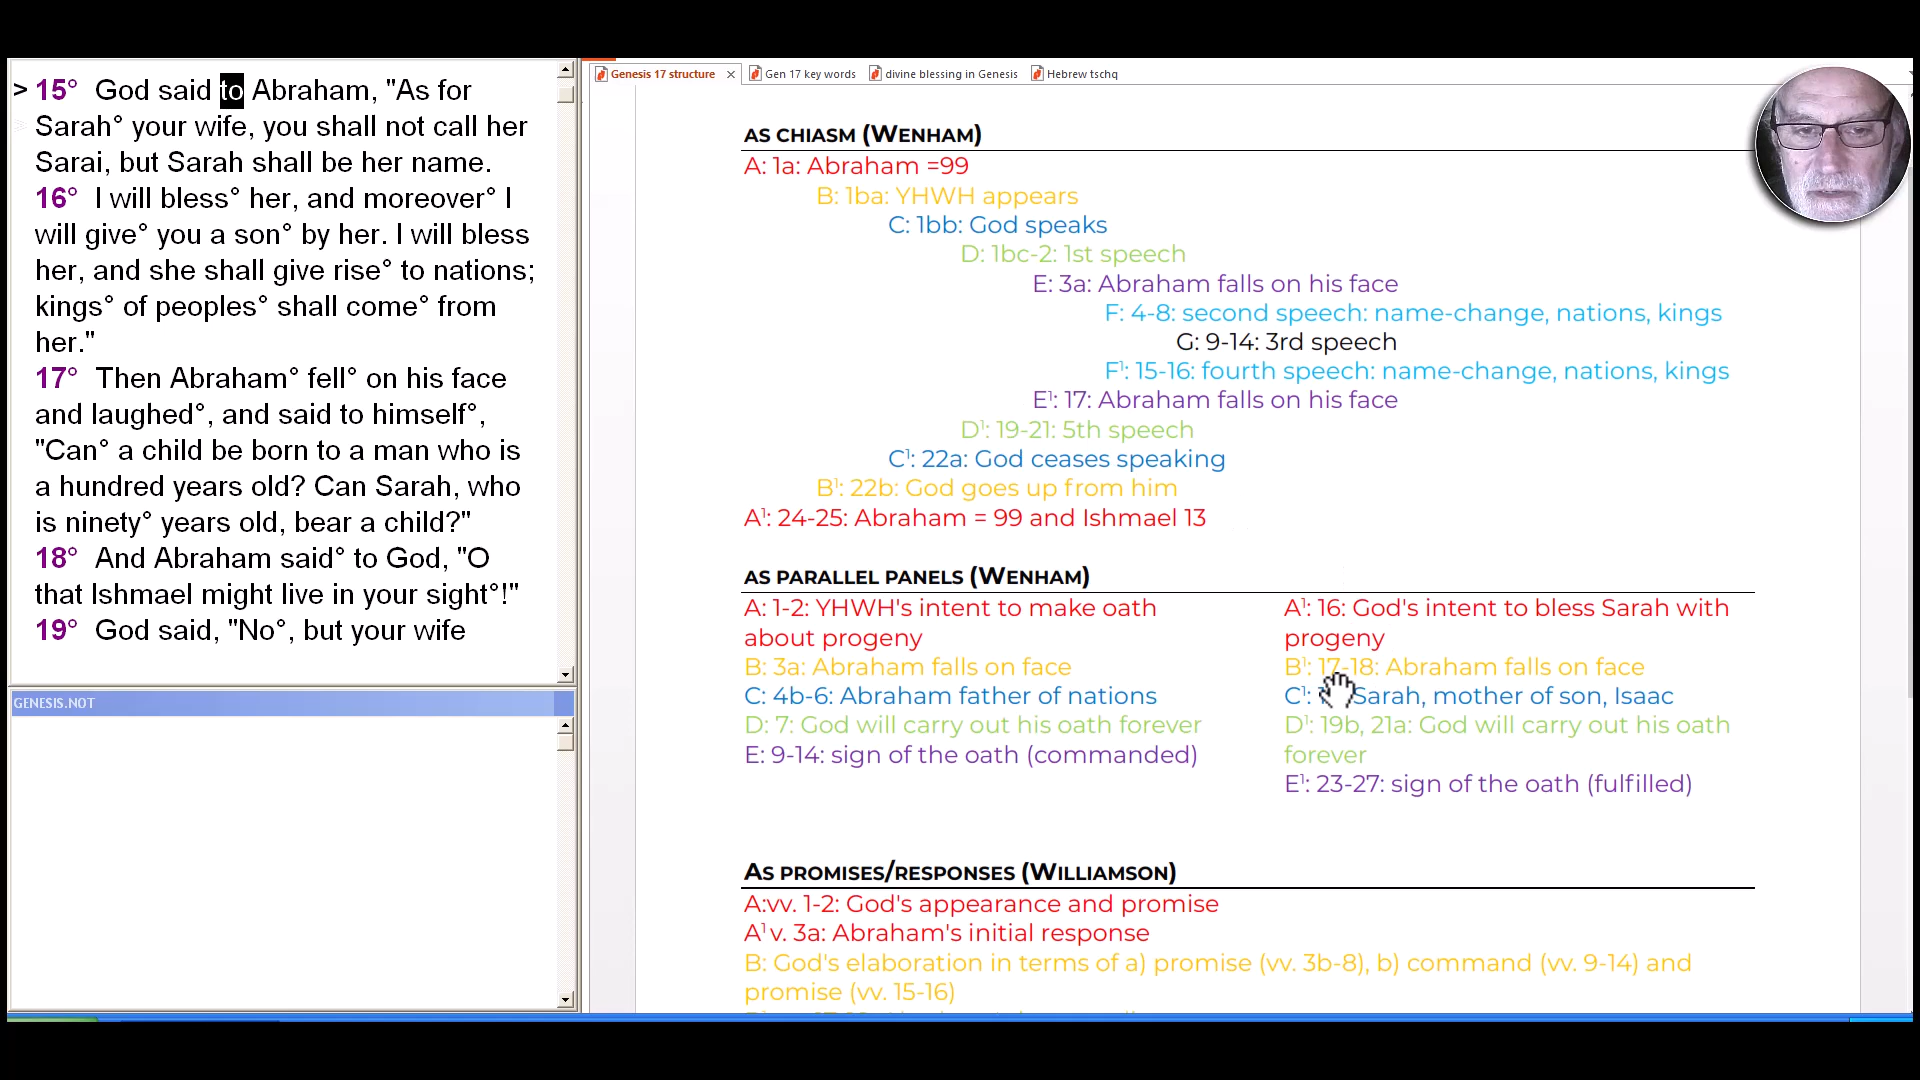 > 15° God said to Abraham, "As for
Sarah° your wife, you shall not call her
Sarai, but Sarah shall be her name.
16° I will bless° her, and moreover° I
will give° you a son° by her. I will bless
her, and she shall give rise° to nations;
kings° of peoples° shall come° from
her."
17° Then Abraham° fell° on his face
and laughed°, and said to himself°,
"Can° a child be born to a man who is
a hundred years old? Can Sarah, who
is ninety° years old, bear a child?"
18° And Abraham said° to God, "O
that Ishmael might live in your sight°!"
19° God said, "No°, but your wife
GENESIS.NOT
Genesis 17 structure
Gen 17 key words
divine blessing in Genesis
Hebrew tschq
AS CHIASM (WENHAM)
A: 1a: Abraham =99
B: 1ba: YHWH appears
C: 1bb: God speaks
D: 1bc-2: 1st speech
E: 3a: Abraham falls on his face
F: 4-8: second speech: name-change, nations, kings
G: 9-14: 3rd speech
F¹: 15-16: fourth speech: name-change, nations, kings
E¹: 17: Abraham falls on his face
D¹: 19-21: 5th speech
C¹: 22a: God ceases speaking
B¹: 22b: God goes up from him
A¹: 24-25: Abraham = 99 and Ishmael 13
AS PARALLEL PANELS (WENHAM)
A: 1-2: YHWH's intent to make oath
about progeny
B: 3a: Abraham falls on face
C: 4b-6: Abraham father of nations
D: 7: God will carry out his oath forever
E: 9-14: sign of the oath (commanded)
A¹: 16: God's intent to bless Sarah with
progeny
B¹: 17-18: Abraham falls on face
C¹: Sarah, mother of son, Isaac
D¹: 19b, 21a: God will carry out his oath
forever
E¹: 23-27: sign of the oath (fulfilled)
AS PROMISES/RESPONSES (WILLIAMSON)
A:vv. 1-2: God's appearance and promise
A¹ v. 3a: Abraham's initial response
B: God's elaboration in terms of a) promise (vv. 3b-8), b) command (vv. 9-14) and
promise (vv. 15-16)